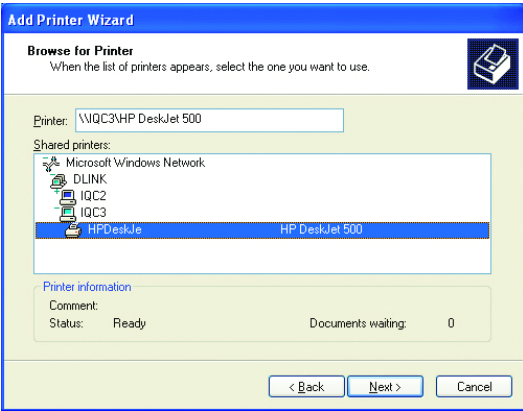 Add Printer Wizard
Browse for Printer
When the list of printers appears, select the one you want to use.
Printer: \\IQC3\HP DeskJet 500
Shared printers:
Microsoft Windows Network
DLINK
IQC2
IQC3
HPDeskJe HP DeskJet 500
Printer information
Comment:
Status: Ready Documents waiting: 0
< Back Next > Cancel